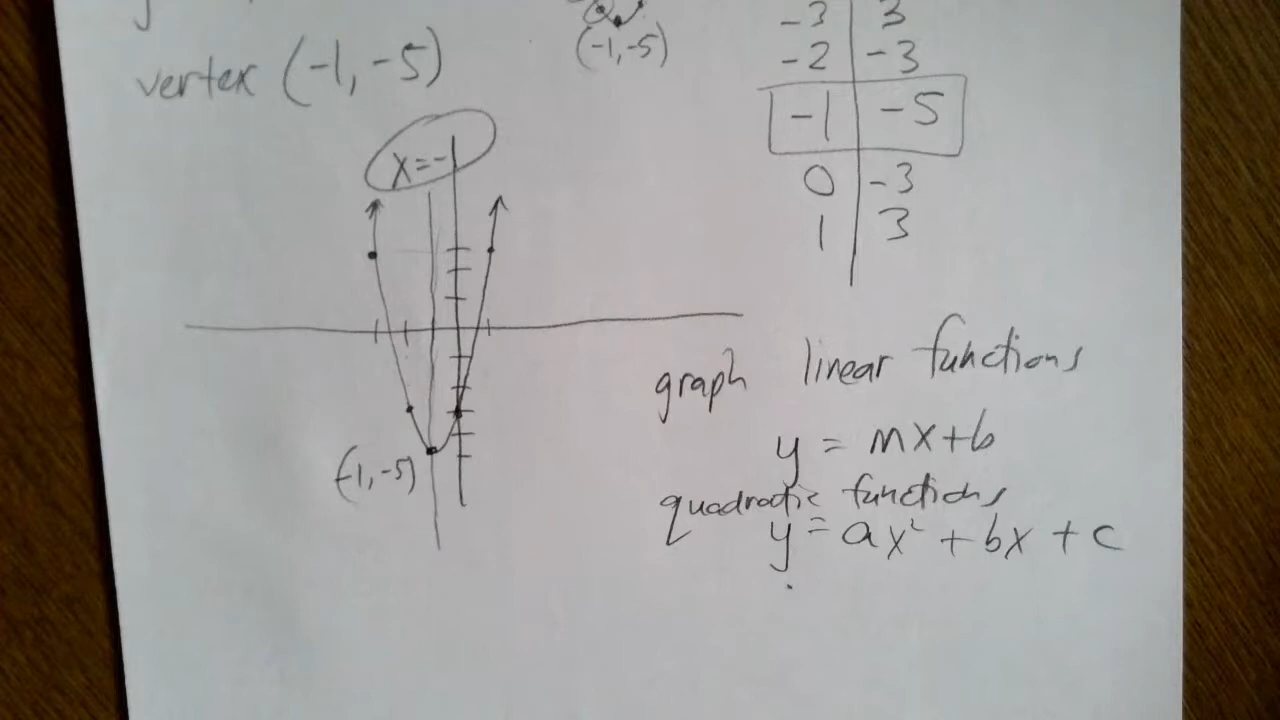 (-1, -5)
vertex (-1, -5)
-3 3
-2 -3
-1 -5
0 -3
1 3
x = -
(-1, -5)
graph linear functions
y = mx+b
quadratic functions
y = ax² + bx + c